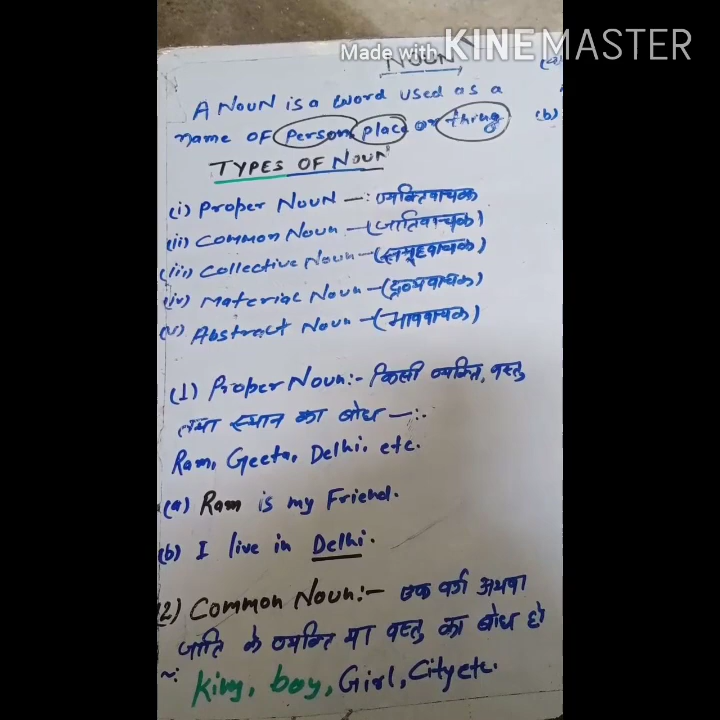 Made with KINEMASTER
NOUN
A NOUN is a word used as a (a)
name of person, place or thing (b)
TYPES OF NOUN
(i) Proper Noun —: व्यक्तिवाचक
(ii) Common Noun —(जातिवाचक)
(iii) Collective Noun —(समूहवाचक)
(iv) Material Noun —(द्रव्यवाचक)
(v) Abstract Noun —(भाववाचक)
(1) Proper Noun:- किसी व्यक्ति, वस्तु
तथा स्थान का बोध —:-
Ram, Geeta, Delhi, etc.
(a) Ram is my Friend.
(b) I live in Delhi.
(2) Common Noun:- एक वर्ग अथवा
जाति के व्यक्ति या वस्तु का बोध हो
~: King, boy, Girl, City etc.